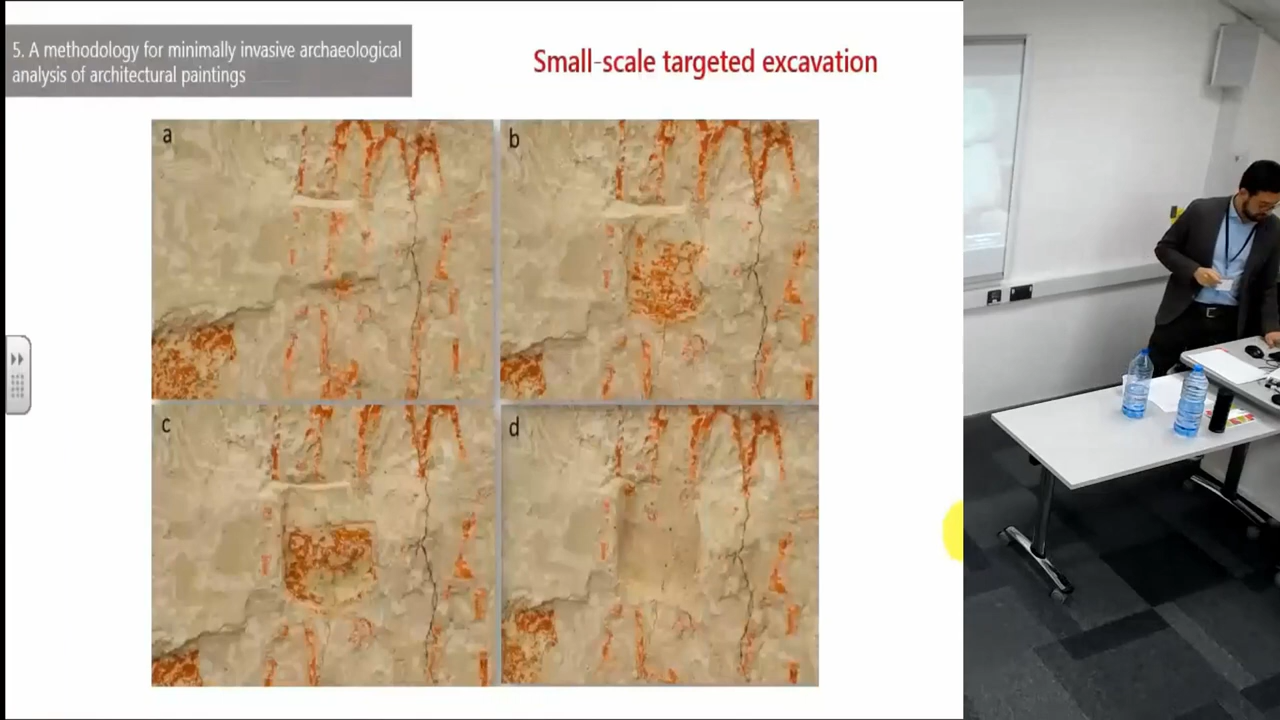 5. A methodology for minimally invasive archaeological
analysis of architectural paintings
Small-scale targeted excavation
a
b
c
d